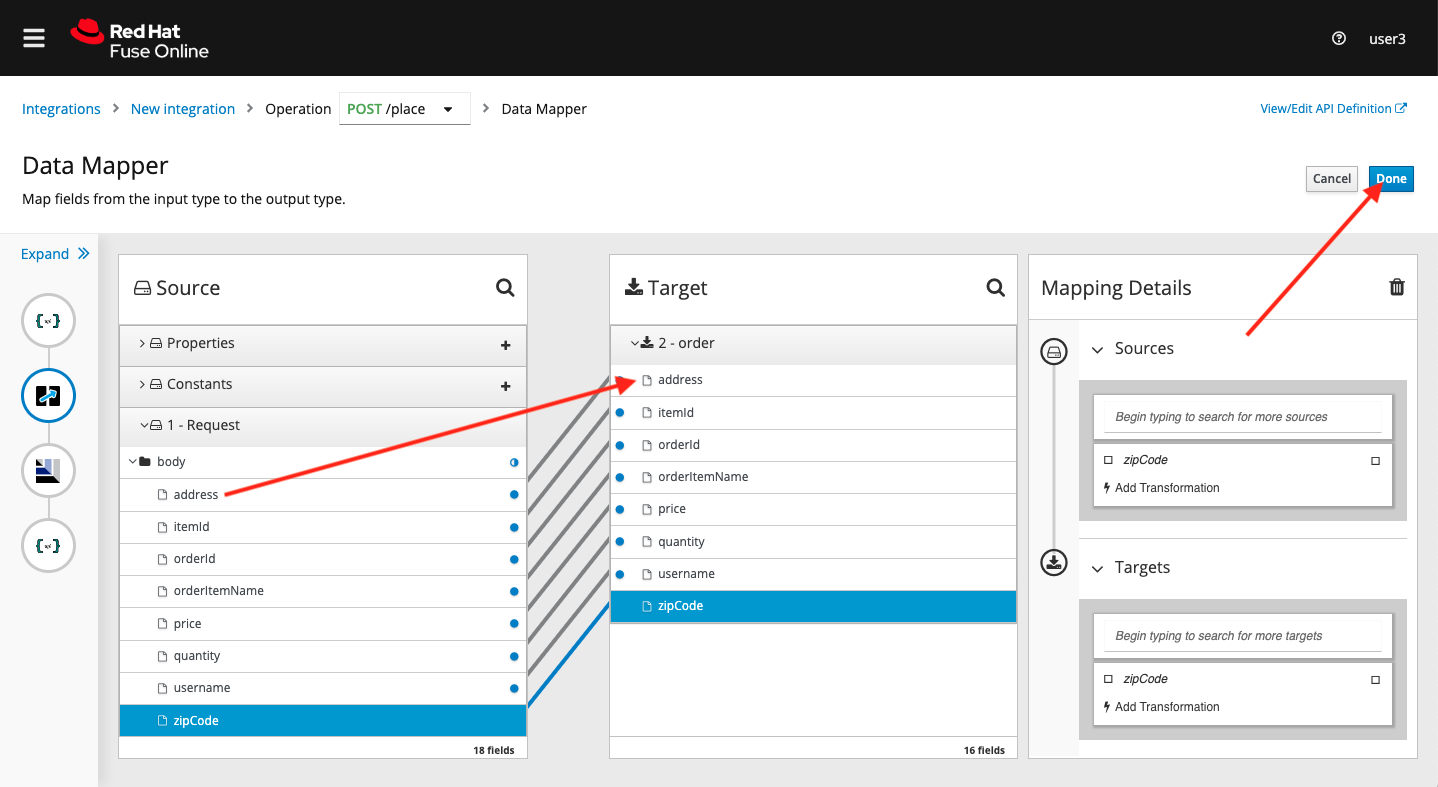 Red Hat
Fuse Online
user3
Integrations > New integration > Operation POST /place > Data Mapper
View/Edit API Definition
Data Mapper
Map fields from the input type to the output type.
Cancel
Done
Expand
Source
Properties
Constants
1 - Request
body
address
itemId
orderId
orderItemName
price
quantity
username
zipCode
18 fields
Target
2 - order
address
itemId
orderId
orderItemName
price
quantity
username
zipCode
16 fields
Mapping Details
Sources
Begin typing to search for more sources
zipCode
Add Transformation
Targets
Begin typing to search for more targets
zipCode
Add Transformation